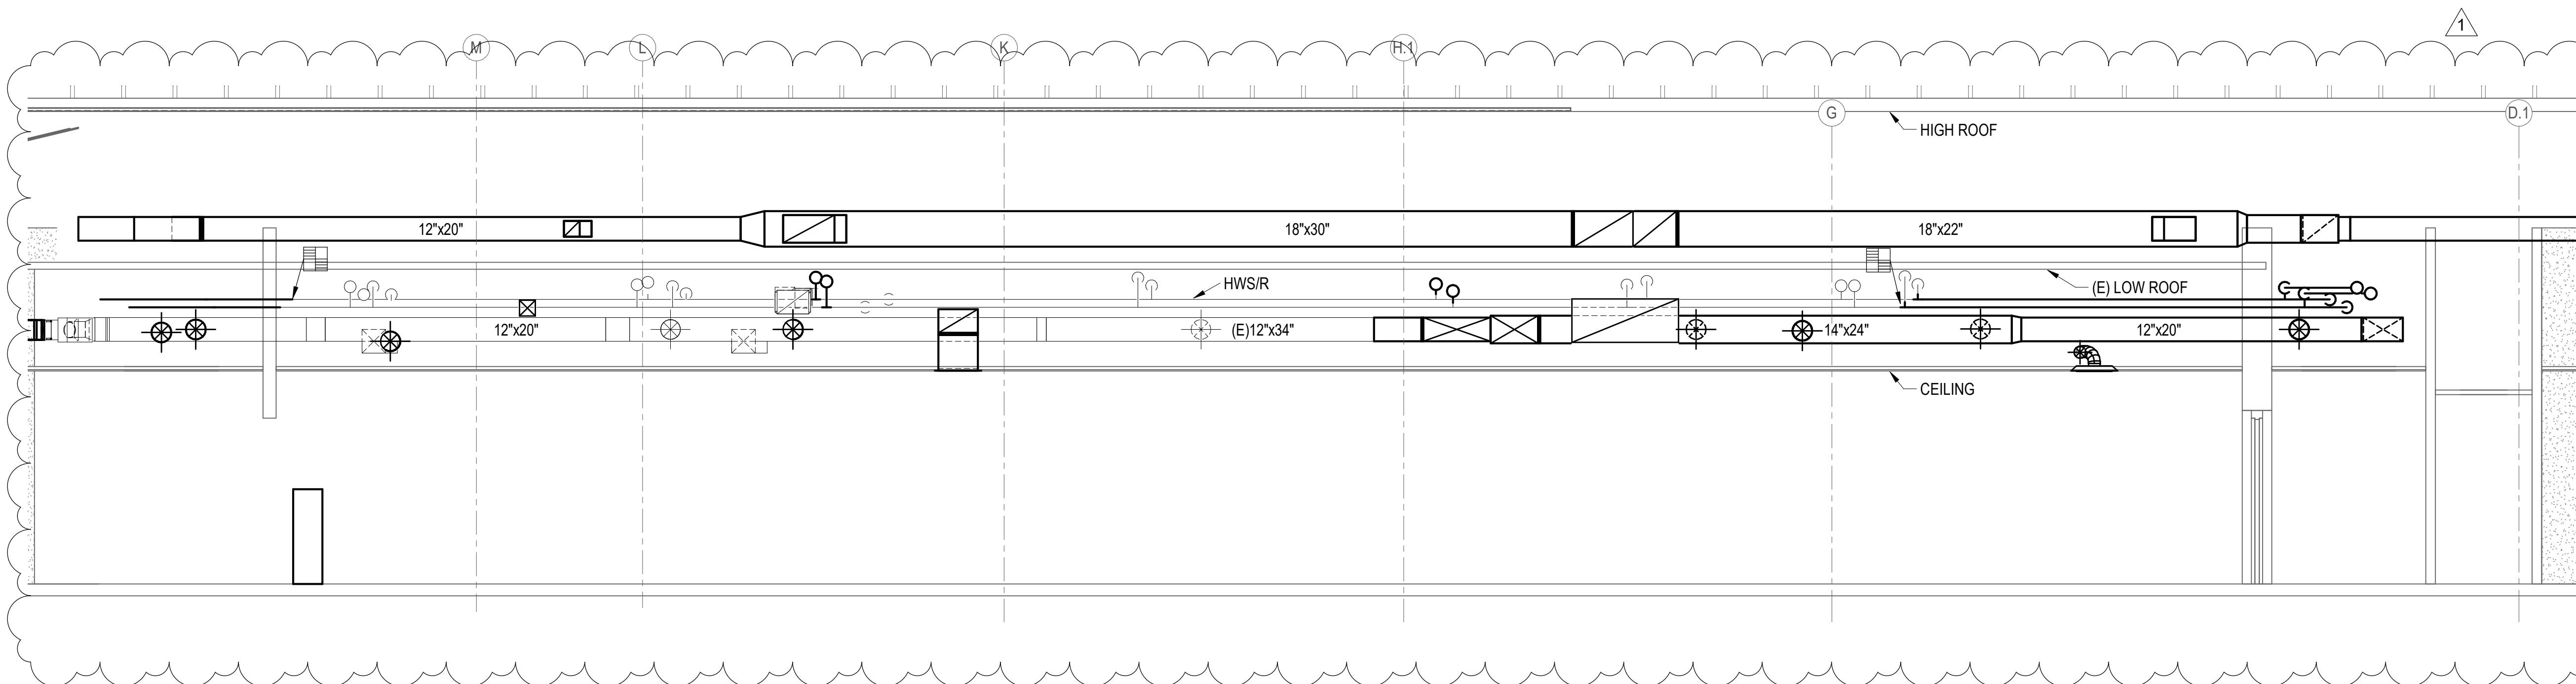 1
M
L
K
H.1
G
D.1
HIGH ROOF
12"x20"
18"x30"
18"x22"
HWS/R
(E) LOW ROOF
12"x20"
(E)12"x34"
14"x24"
12"x20"
CEILING